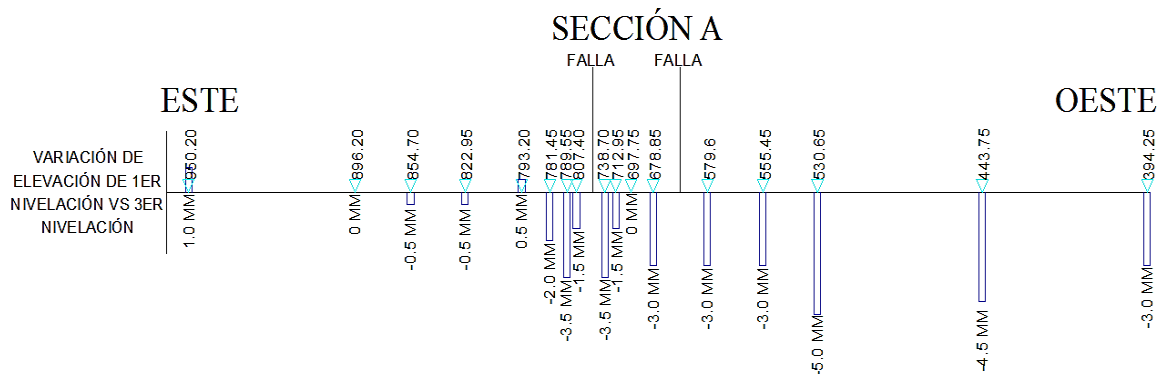 SECCIÓN A
FALLA FALLA
ESTE OESTE
VARIACIÓN DE
ELEVACIÓN DE 1ER
NIVELACIÓN VS 3ER
NIVELACIÓN
950.20
896.20
854.70
822.95
793.20
781.45
789.55
807.40
738.70
712.95
697.75
678.85
579.6
555.45
530.65
443.75
394.25
1.0 MM
0 MM
-0.5 MM
-0.5 MM
0.5 MM
-2.0 MM
-3.5 MM
-1.5 MM
-3.5 MM
-1.5 MM
0 MM
-3.0 MM
-3.0 MM
-3.0 MM
-5.0 MM
-4.5 MM
-3.0 MM